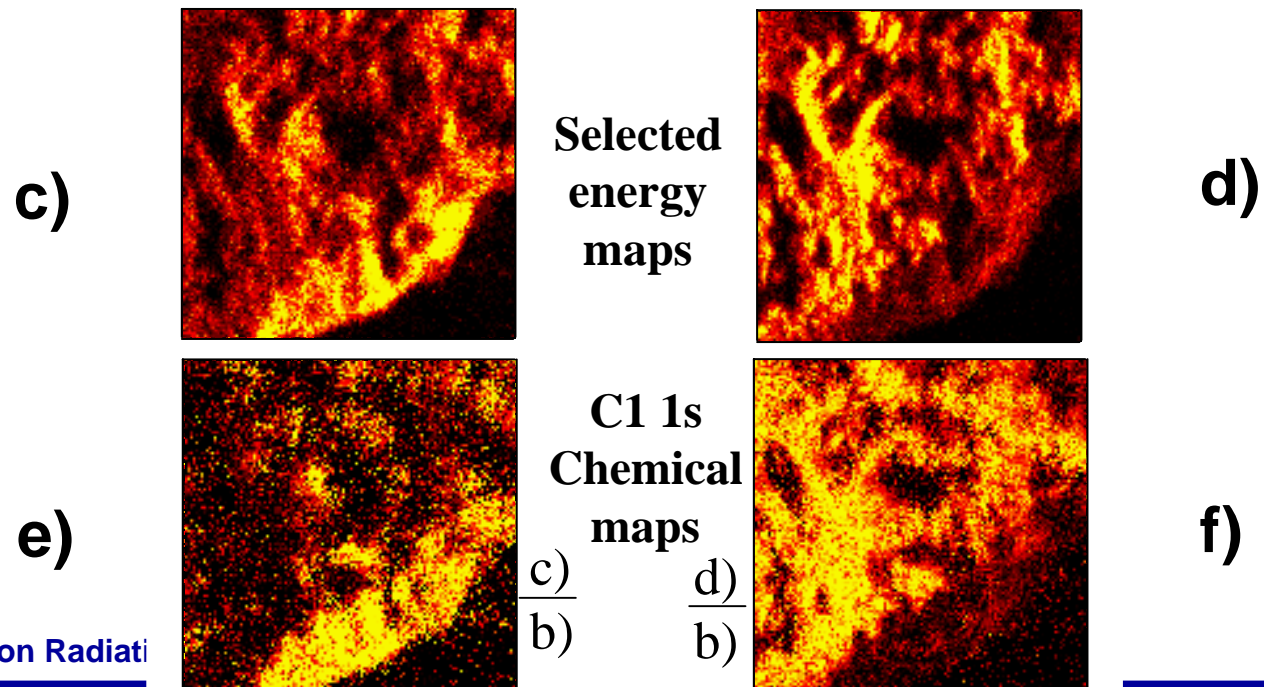 c)
Selected
energy
maps
d)
e)
C1 1s
Chemical
maps
c)
b)
d)
b)
f)
on Radiati